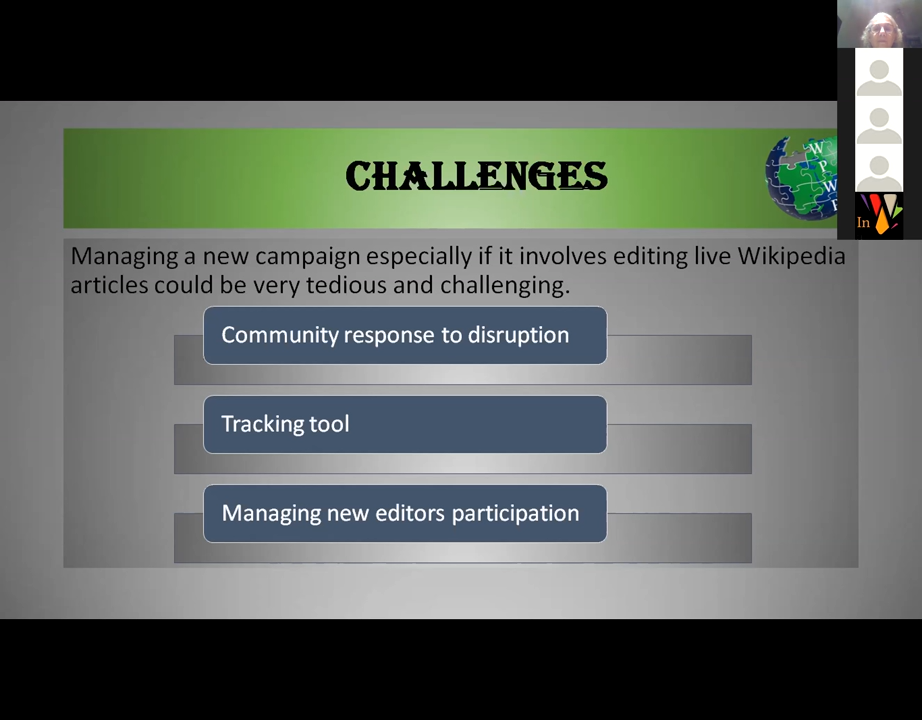 CHALLENGES
W
P
W
P
In
Managing a new campaign especially if it involves editing live Wikipedia
articles could be very tedious and challenging.
Community response to disruption
Tracking tool
Managing new editors participation